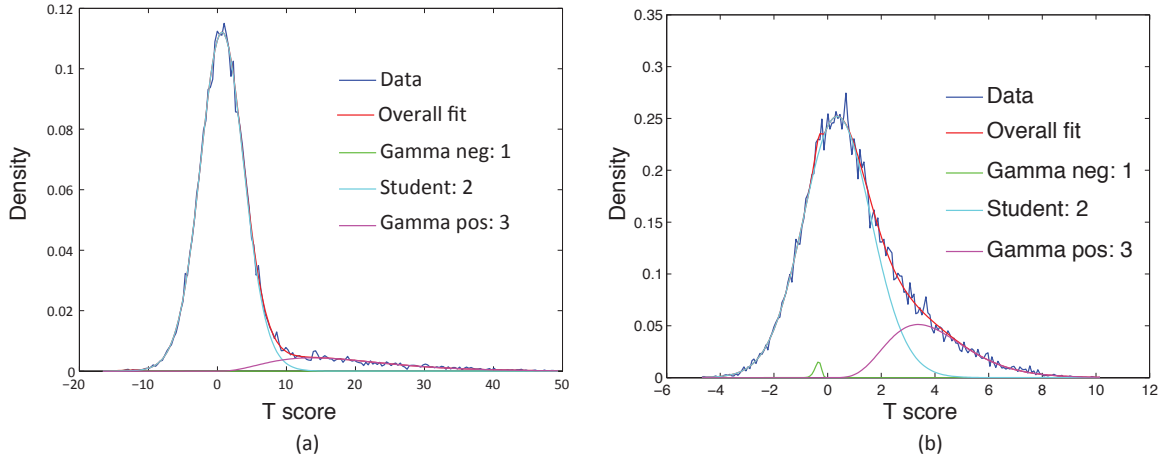 0.12
0.1
0.08
0.06
0.04
0.02
0
Density
−20
−10
0
10
20
30
40
50
T score
Data
Overall fit
Gamma neg: 1
Student: 2
Gamma pos: 3
(a)
0.35
0.3
0.25
0.2
0.15
0.1
0.05
0
Density
−6
−4
−2
0
2
4
6
8
10
12
T score
Data
Overall fit
Gamma neg: 1
Student: 2
Gamma pos: 3
(b)